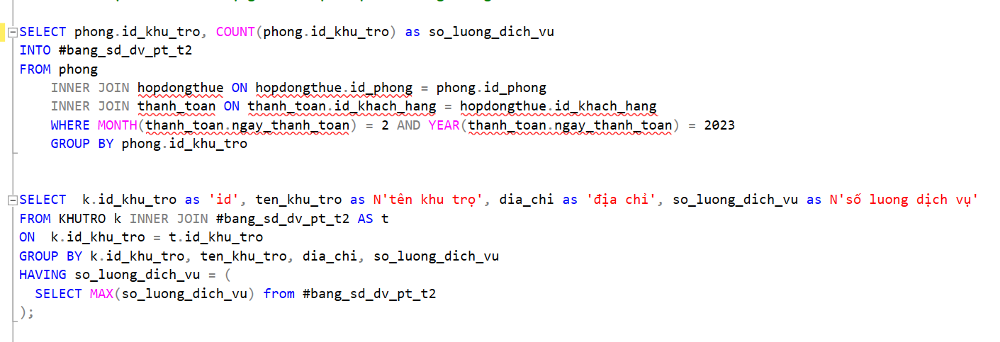 SELECT phong.id_khu_tro, COUNT(phong.id_khu_tro) as so_luong_dich_vu
INTO #bang_sd_dv_pt_t2
FROM phong
INNER JOIN hopdongthue ON hopdongthue.id_phong = phong.id_phong
INNER JOIN thanh_toan ON thanh_toan.id_khach_hang = hopdongthue.id_khach_hang
WHERE MONTH(thanh_toan.ngay_thanh_toan) = 2 AND YEAR(thanh_toan.ngay_thanh_toan) = 2023
GROUP BY phong.id_khu_tro
SELECT  k.id_khu_tro as 'id', ten_khu_tro as N'tên khu trọ', dia_chi as 'địa chỉ', so_luong_dich_vu as N'số luong dịch vụ'
FROM KHUTRO k INNER JOIN #bang_sd_dv_pt_t2 AS t
ON  k.id_khu_tro = t.id_khu_tro
GROUP BY k.id_khu_tro, ten_khu_tro, dia_chi, so_luong_dich_vu
HAVING so_luong_dich_vu = (
SELECT MAX(so_luong_dich_vu) from #bang_sd_dv_pt_t2
);